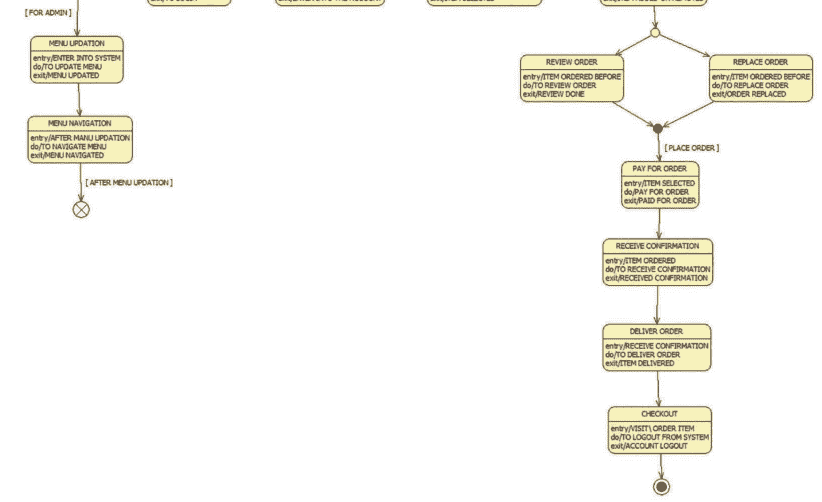 [ FOR ADMIN ]
MENU UPDATION
entry/ENTER INTO SYSTEM
do/TO UPDATE MENU
exit/MENU UPDATED
MENU NAVIGATION
entry/AFTER MANU UPDATION
do/TO NAVIGATE MENU
exit/MENU NAVIGATED
[ AFTER MENU UPDATION ]
REVIEW ORDER
entry/ITEM ORDERED BEFORE
do/TO REVIEW ORDER
exit/REVIEW DONE
REPLACE ORDER
entry/ITEM ORDERED BEFORE
do/TO REPLACE ORDER
exit/ORDER REPLACED
[ PLACE ORDER ]
PAY FOR ORDER
entry/ITEM SELECTED
do/PAY FOR ORDER
exit/PAID FOR ORDER
RECEIVE CONFIRMATION
entry/ITEM ORDERED
do/TO RECEIVE CONFIRMATION
exit/RECEIVED CONFIRMATION
DELIVER ORDER
entry/RECEIVE CONFIRMATION
do/TO DELIVER ORDER
exit/ITEM DELIVERED
CHECKOUT
entry/VISIT\ORDER ITEM
do/TO LOGOUT FROM SYSTEM
exit/ACCOUNT LOGOUT